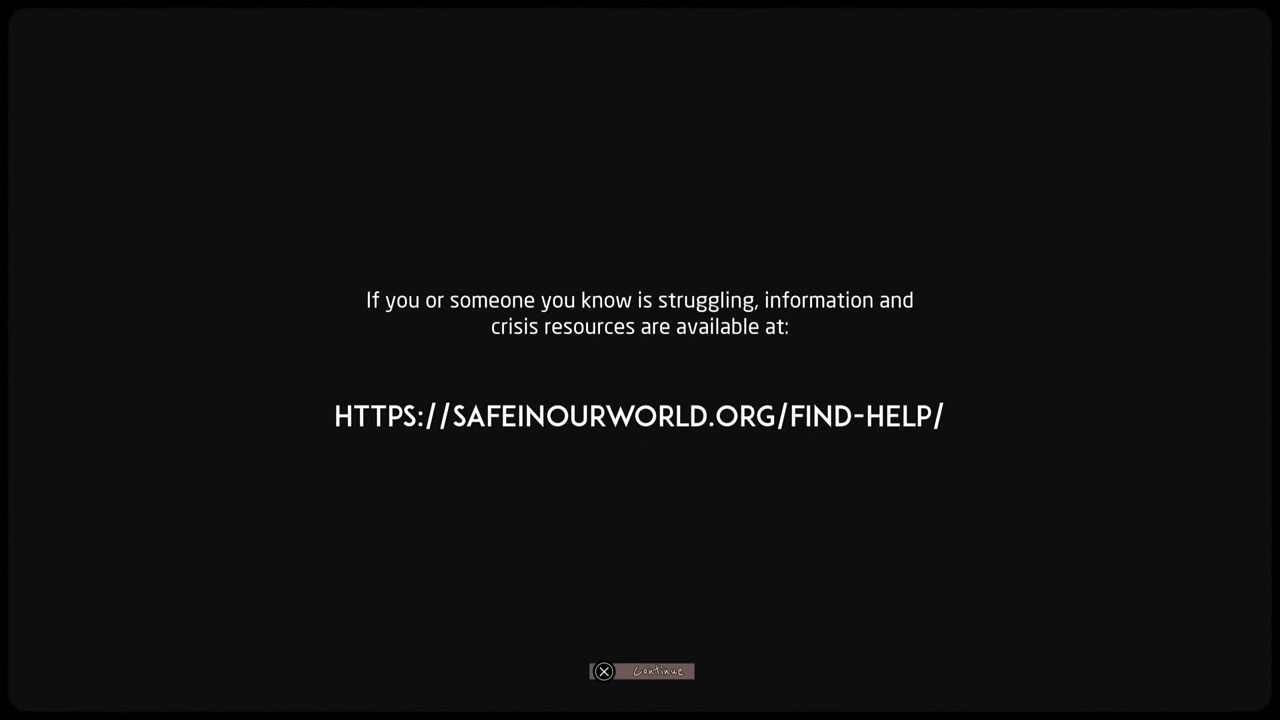 If you or someone you know is struggling, information and
crisis resources are available at:
HTTPS://SAFEINOURWORLD.ORG/FIND-HELP/
Continue